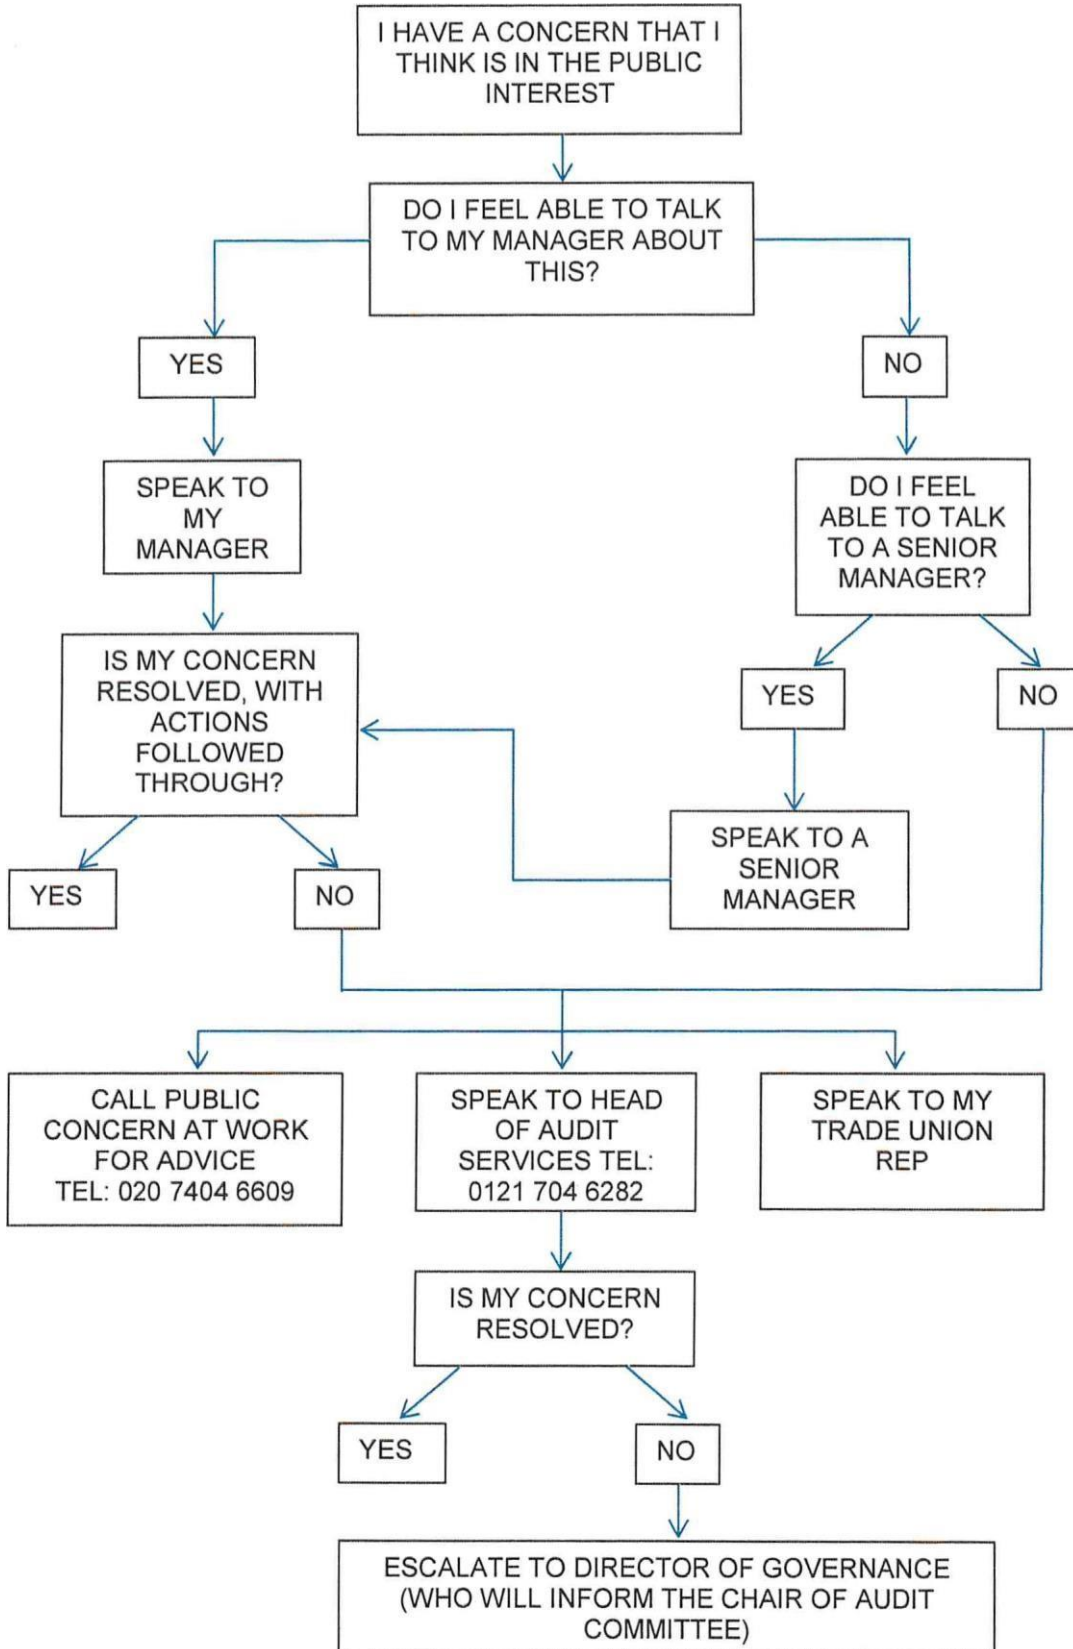 I HAVE A CONCERN THAT I
THINK IS IN THE PUBLIC
INTEREST
DO I FEEL ABLE TO TALK
TO MY MANAGER ABOUT
THIS?
YES
NO
SPEAK TO
MY
MANAGER
DO I FEEL
ABLE TO TALK
TO A SENIOR
MANAGER?
IS MY CONCERN
RESOLVED, WITH
ACTIONS
FOLLOWED
THROUGH?
YES
NO
SPEAK TO A
SENIOR
MANAGER
YES
NO
CALL PUBLIC
CONCERN AT WORK
FOR ADVICE
TEL: 020 7404 6609
SPEAK TO HEAD
OF AUDIT
SERVICES TEL:
0121 704 6282
SPEAK TO MY
TRADE UNION
REP
IS MY CONCERN
RESOLVED?
YES
NO
ESCALATE TO DIRECTOR OF GOVERNANCE
(WHO WILL INFORM THE CHAIR OF AUDIT
COMMITTEE)